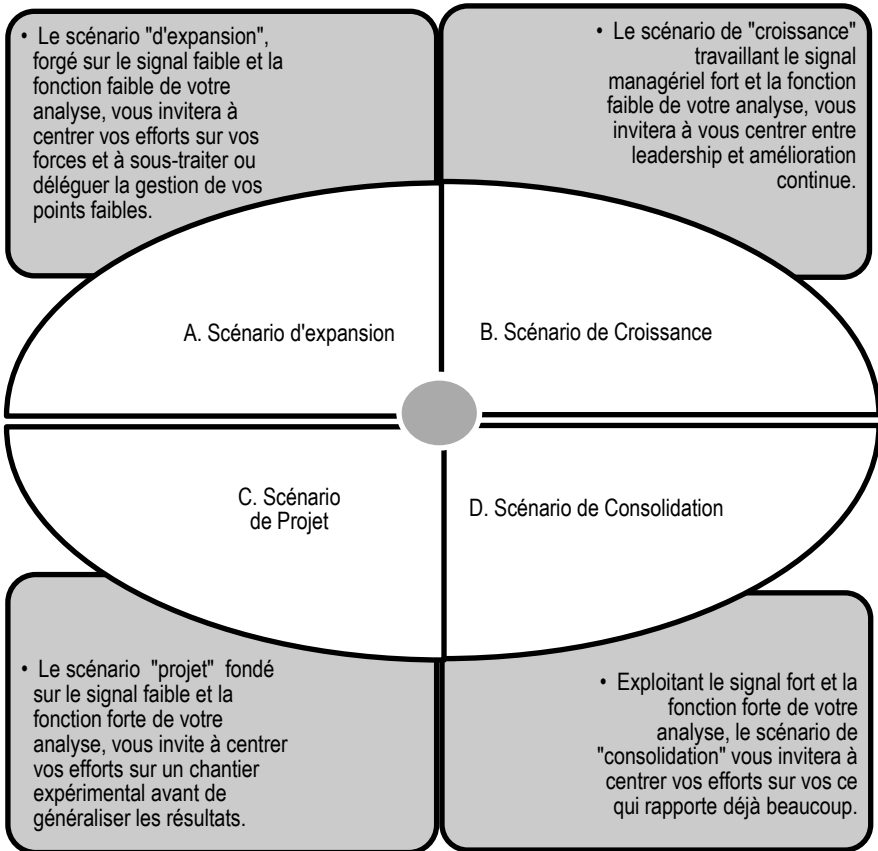 • Le scénario "d'expansion",
forgé sur le signal faible et la
fonction faible de votre
analyse, vous invitera à
centrer vos efforts sur vos
forces et à sous-traiter ou
déléguer la gestion de vos
points faibles.
• Le scénario de "croissance"
travaillant le signal
managériel fort et la fonction
faible de votre analyse, vous
invitera à vous centrer entre
leadership et amélioration
continue.
A. Scénario d'expansion
B. Scénario de Croissance
C. Scénario
de Projet
D. Scénario de Consolidation
• Le scénario "projet" fondé
sur le signal faible et la
fonction forte de votre
analyse, vous invite à centrer
vos efforts sur un chantier
expérimental avant de
généraliser les résultats.
• Exploitant le signal fort et la
fonction forte de votre
analyse, le scénario de
"consolidation" vous invitera à
centrer vos efforts sur vos ce
qui rapporte déjà beaucoup.